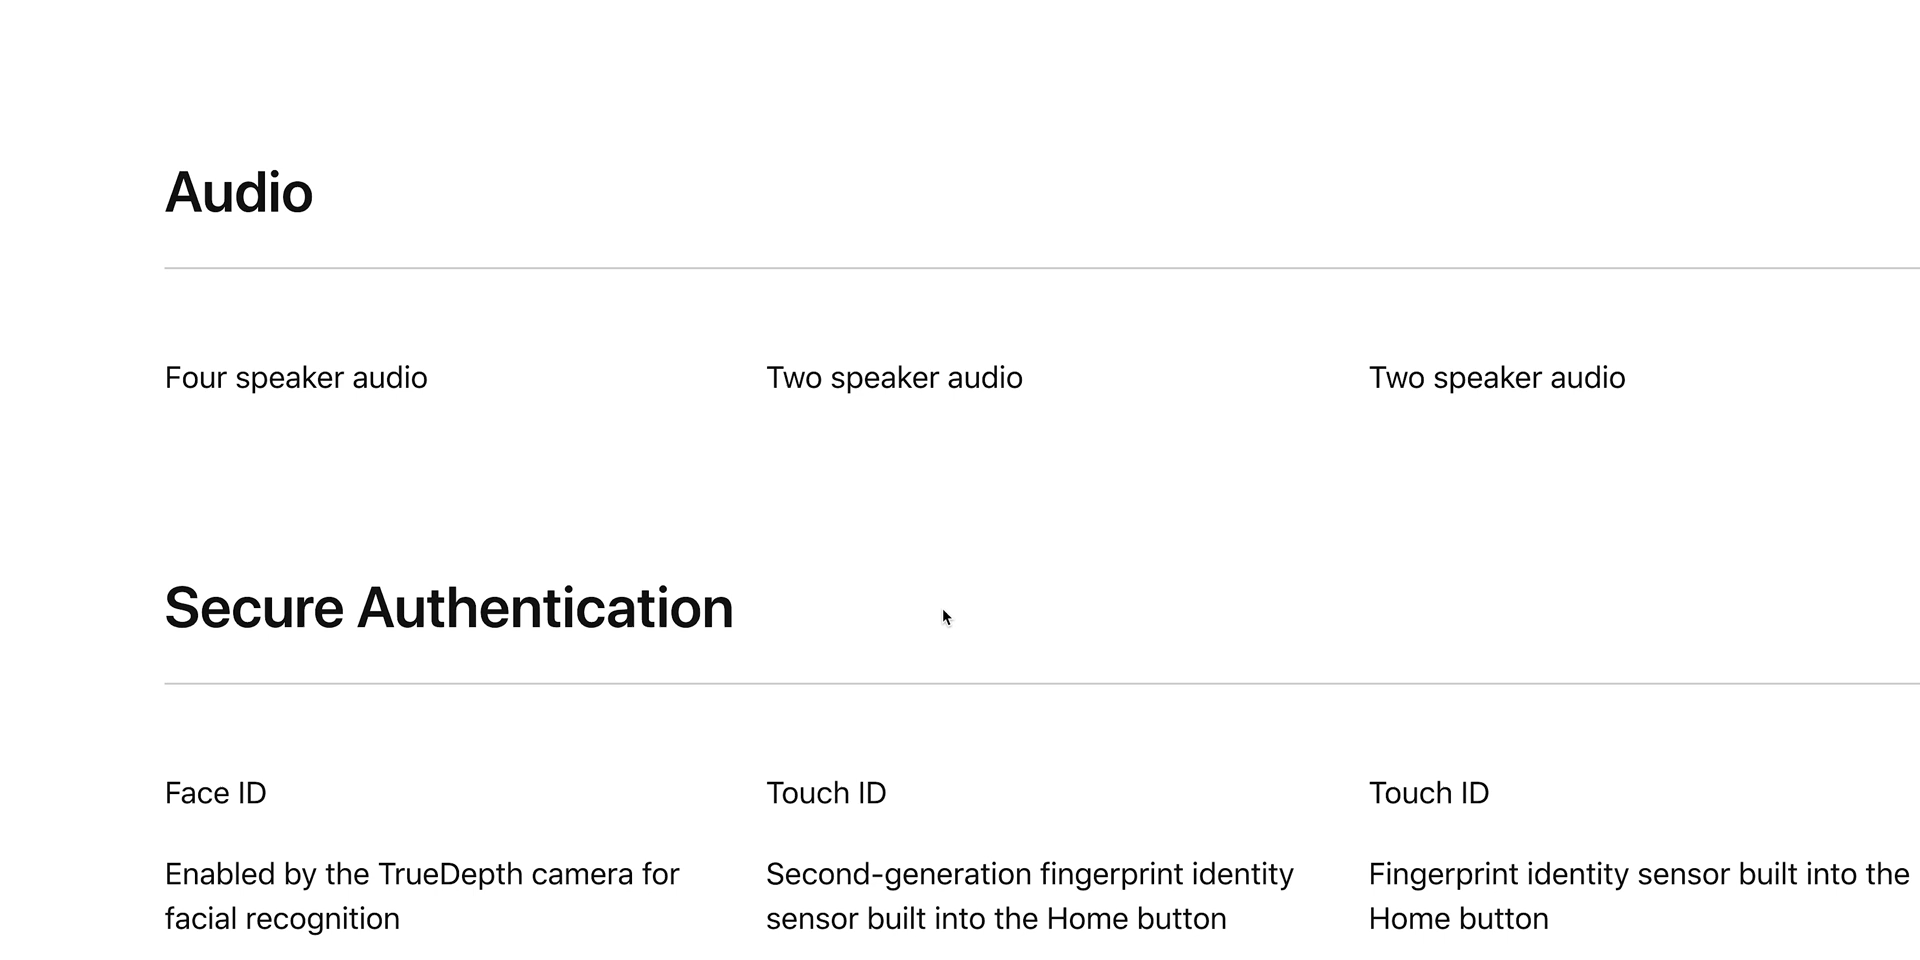 Audio
Four speaker audio
Two speaker audio
Two speaker audio
Secure Authentication
Face ID
Touch ID
Touch ID
Enabled by the TrueDepth camera for
facial recognition
Second-generation fingerprint identity
sensor built into the Home button
Fingerprint identity sensor built into the
Home button